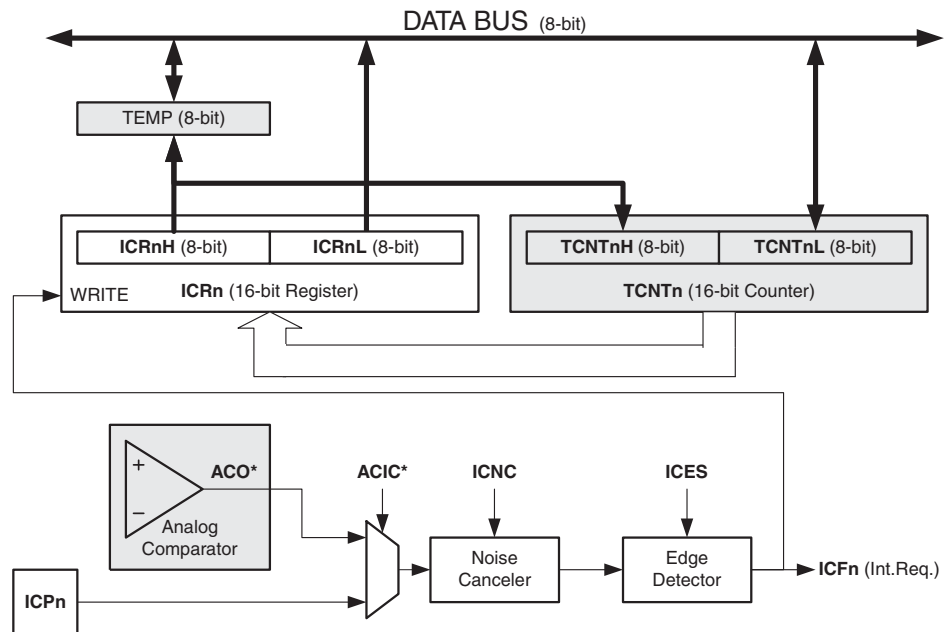 DATA BUS (8-bit)
TEMP (8-bit)
ICRnH (8-bit) ICRnL (8-bit)
TCNTnH (8-bit) TCNTnL (8-bit)
WRITE
ICRn (16-bit Register)
TCNTn (16-bit Counter)
ACO*
ACIC*
ICNC
ICES
+
−
Analog
Comparator
Noise
Canceler
Edge
Detector
ICFn (Int.Req.)
ICPn